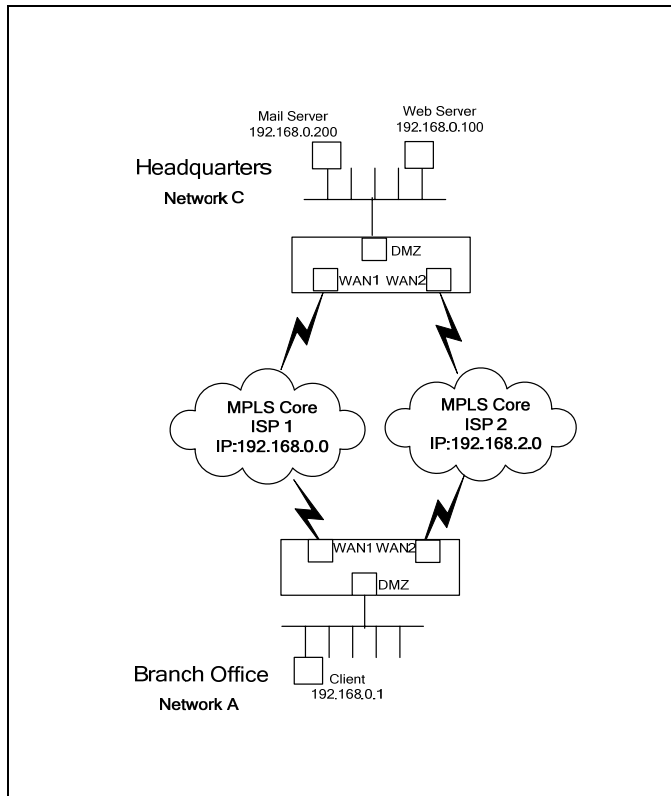 Mail Server
192.168.0.200
Web Server
192.168.0.100
Headquarters
Network C
DMZ
WAN1 WAN2
MPLS Core
ISP 1
IP:192.168.0.0
MPLS Core
ISP 2
IP:192.168.2.0
WAN1 WAN2
DMZ
Branch Office
Network A
Client
192.168.0.1